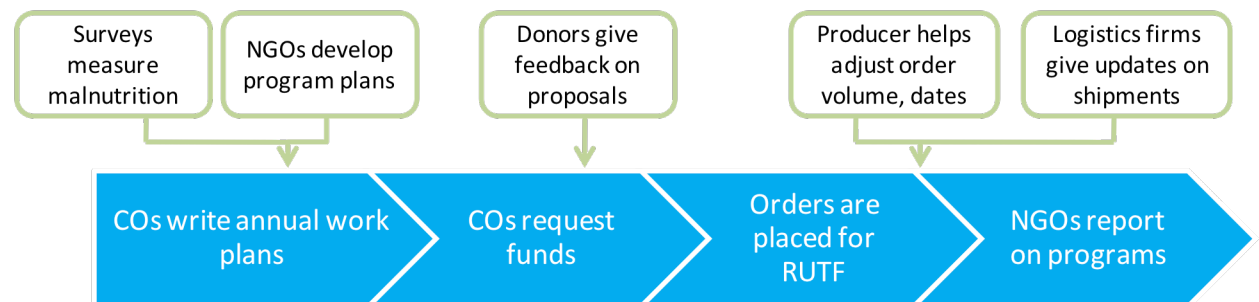 Surveys
measure
malnutrition
NGOs develop
program plans
Donors give
feedback on
proposals
Producer helps
adjust order
volume, dates
Logistics firms
give updates on
shipments
COs write annual work
plans
COs request
funds
Orders are
placed for
RUTF
NGOs report
on programs